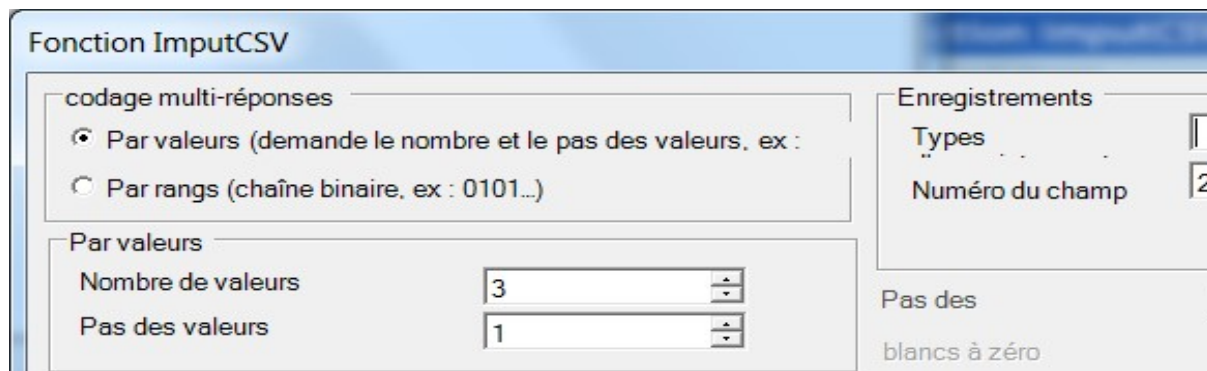 Fonction ImputCSV
codage multi-réponses
Par valeurs (demande le nombre et le pas des valeurs, ex :
Par rangs (chaîne binaire, ex : 0101...)
Par valeurs
Nombre de valeurs
3
Pas des valeurs
1
Enregistrements
Types
Numéro du champ
2
Pas des
blancs à zéro